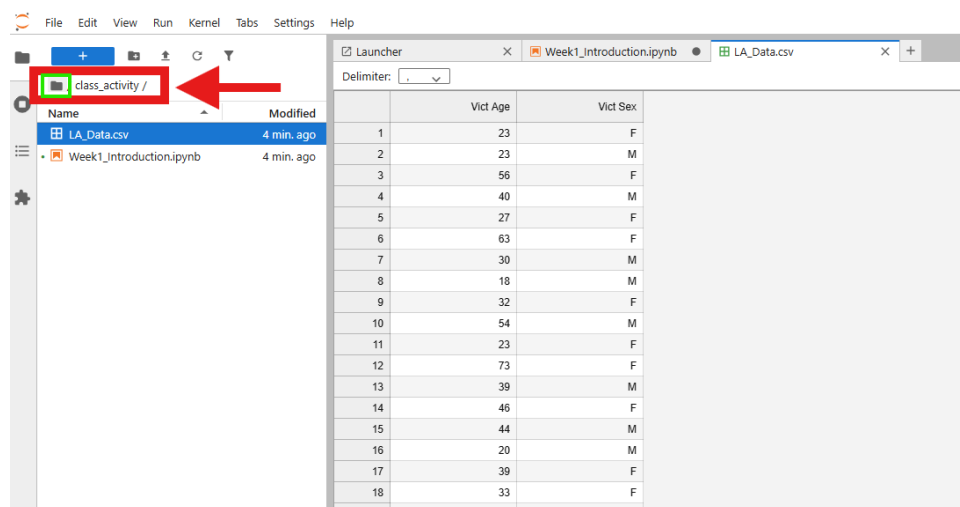 File Edit View Run Kernel Tabs Settings Help
+
Launcher × Week1_Introduction.ipynb ● LA_Data.csv × +
Delimiter: ,
class_activity /
Name Modified
LA_Data.csv 4 min. ago
Week1_Introduction.ipynb 4 min. ago
Vict Age Vict Sex
1 23 F
2 23 M
3 56 F
4 40 M
5 27 F
6 63 F
7 30 M
8 18 M
9 32 F
10 54 M
11 23 F
12 73 F
13 39 M
14 46 F
15 44 M
16 20 M
17 39 F
18 33 F